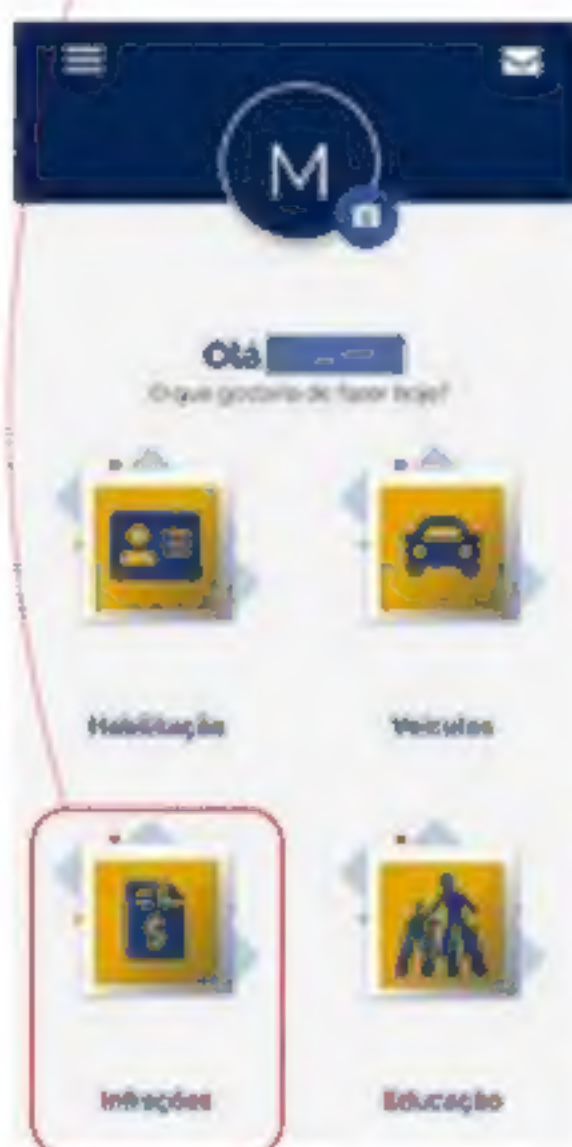 M
Olá
O que gostaria de fazer hoje?
Habilitação Veículos
$
Infrações Educação